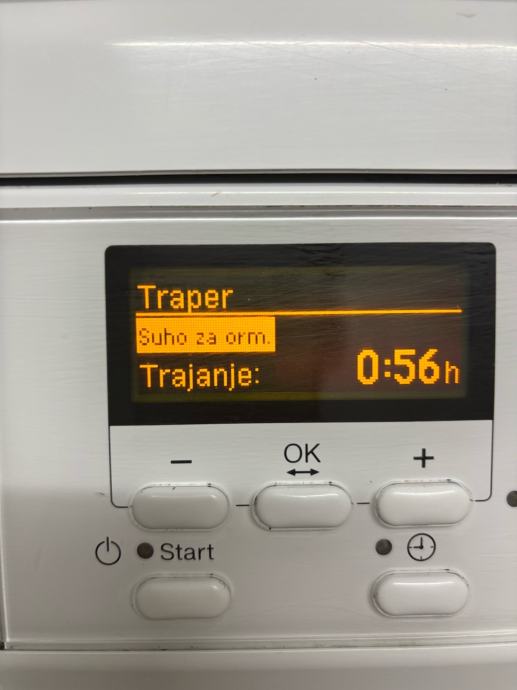 Traper
Suho za orm.
Trajanje: 0:56h
− OK +
Start